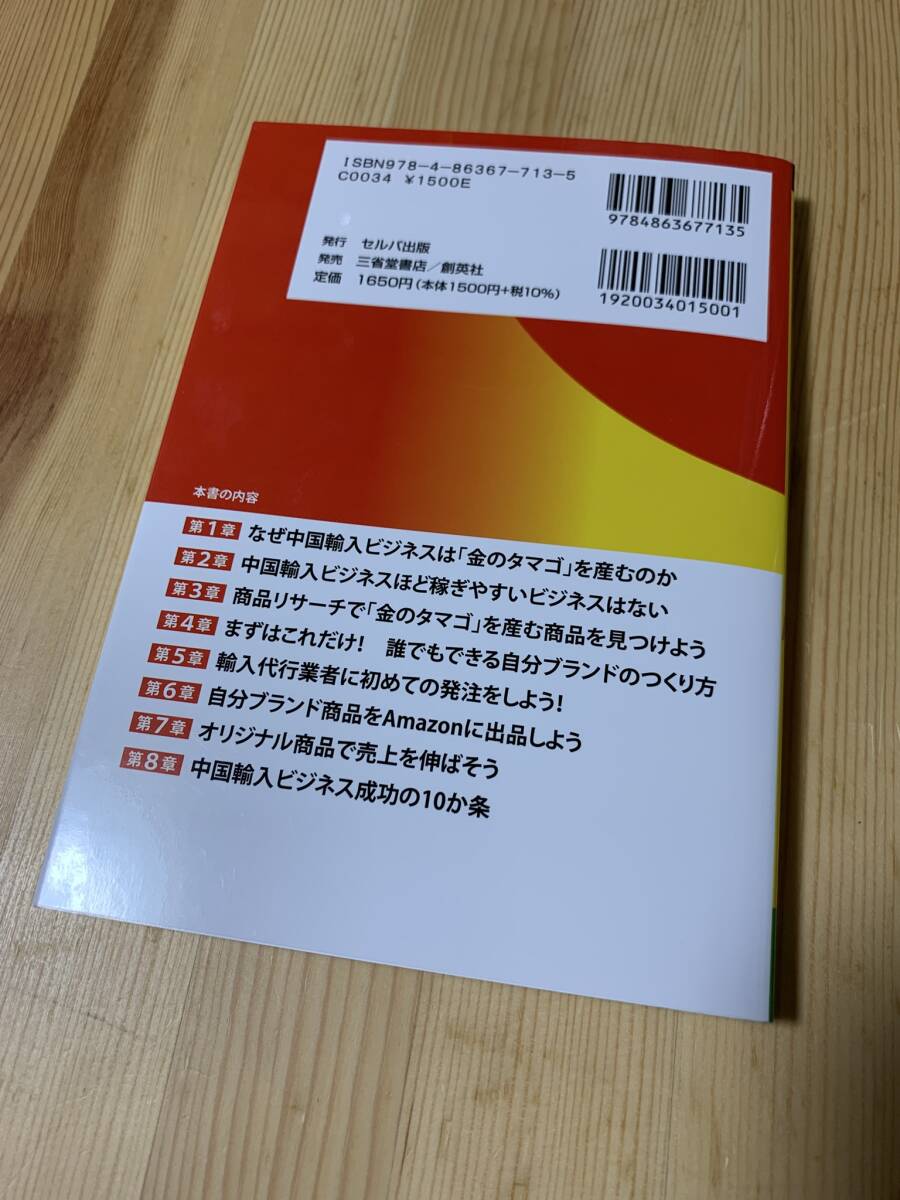 ISBN978-4-86367-713-5
C0034 ¥1500E
9784863677135
発行 セルバ出版
発売 三省堂書店/創英社
定価 1650円(本体1500円+税10%)
1920034015001
本書の内容
第1章 なぜ中国輸入ビジネスは「金のタマゴ」を産むのか
第2章 中国輸入ビジネスほど稼ぎやすいビジネスはない
第3章 商品リサーチで「金のタマゴ」を産む商品を見つけよう
第4章 まずはこれだけ! 誰でもできる自分ブランドのつくり方
第5章 輸入代行業者に初めての発注をしよう!
第6章 自分ブランド商品をAmazonに出品しよう
第7章 オリジナル商品で売上を伸ばそう
第8章 中国輸入ビジネス成功の10か条